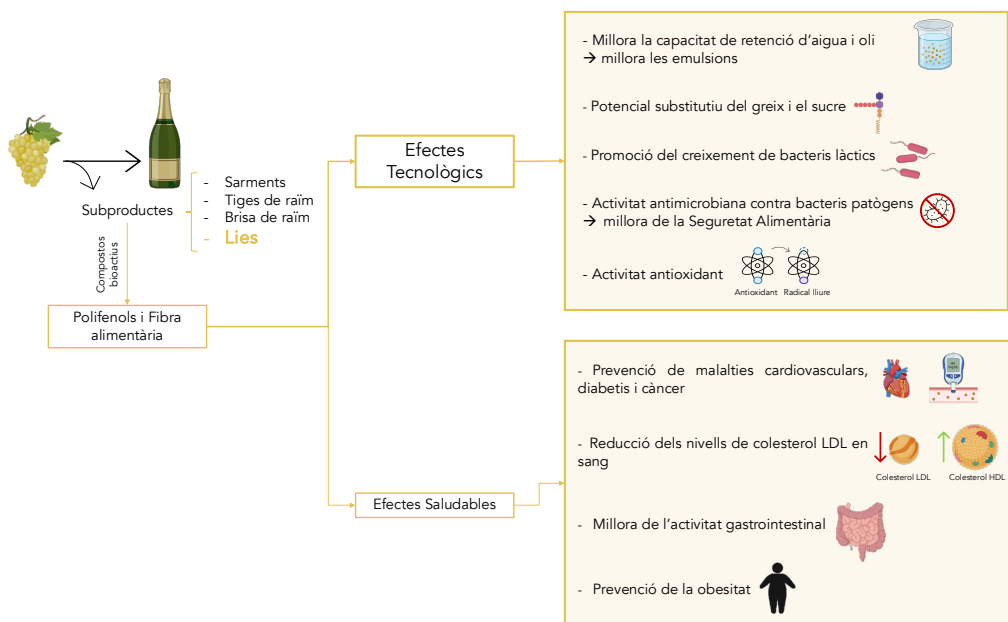 Subproductes
- Sarments
- Tiges de raïm
- Brisa de raïm
- Lies
Compostos
bioactius
Polifenols i Fibra
alimentària
Efectes
Tecnològics
- Millora la capacitat de retenció d'aigua i oli
→ millora les emulsions
- Potencial substitutiu del greix i el sucre
- Promoció del creixement de bacteris làctics
- Activitat antimicrobiana contra bacteris patògens
→ millora de la Seguretat Alimentària
- Activitat antioxidant
Antioxidant Radical lliure
Efectes Saludables
- Prevenció de malalties cardiovasculars,
diabetis i càncer
- Reducció dels nivells de colesterol LDL en
sang
Colesterol LDL Colesterol HDL
- Millora de l'activitat gastrointestinal
- Prevenció de la obesitat